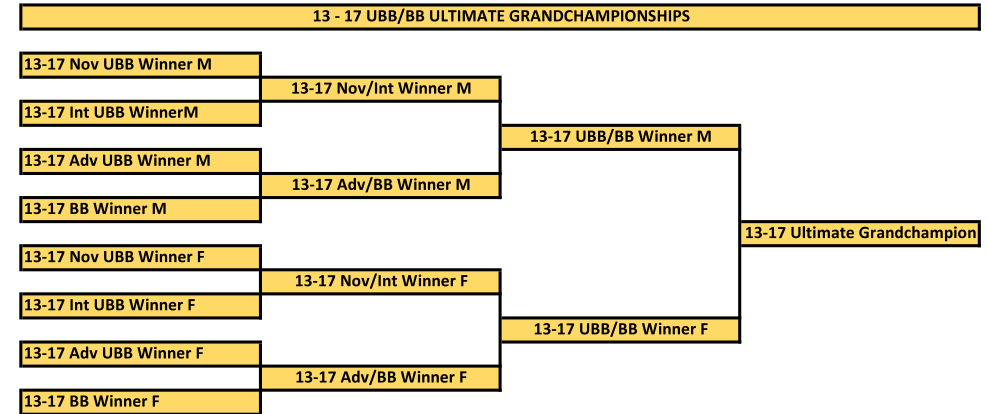 13 - 17 UBB/BB ULTIMATE GRANDCHAMPIONSHIPS
13-17 Nov UBB Winner M
13-17 Nov/Int Winner M
13-17 Int UBB WinnerM
13-17 UBB/BB Winner M
13-17 Adv UBB Winner M
13-17 Adv/BB Winner M
13-17 BB Winner M
13-17 Ultimate Grandchampion
13-17 Nov UBB Winner F
13-17 Nov/Int Winner F
13-17 Int UBB Winner F
13-17 UBB/BB Winner F
13-17 Adv UBB Winner F
13-17 Adv/BB Winner F
13-17 BB Winner F